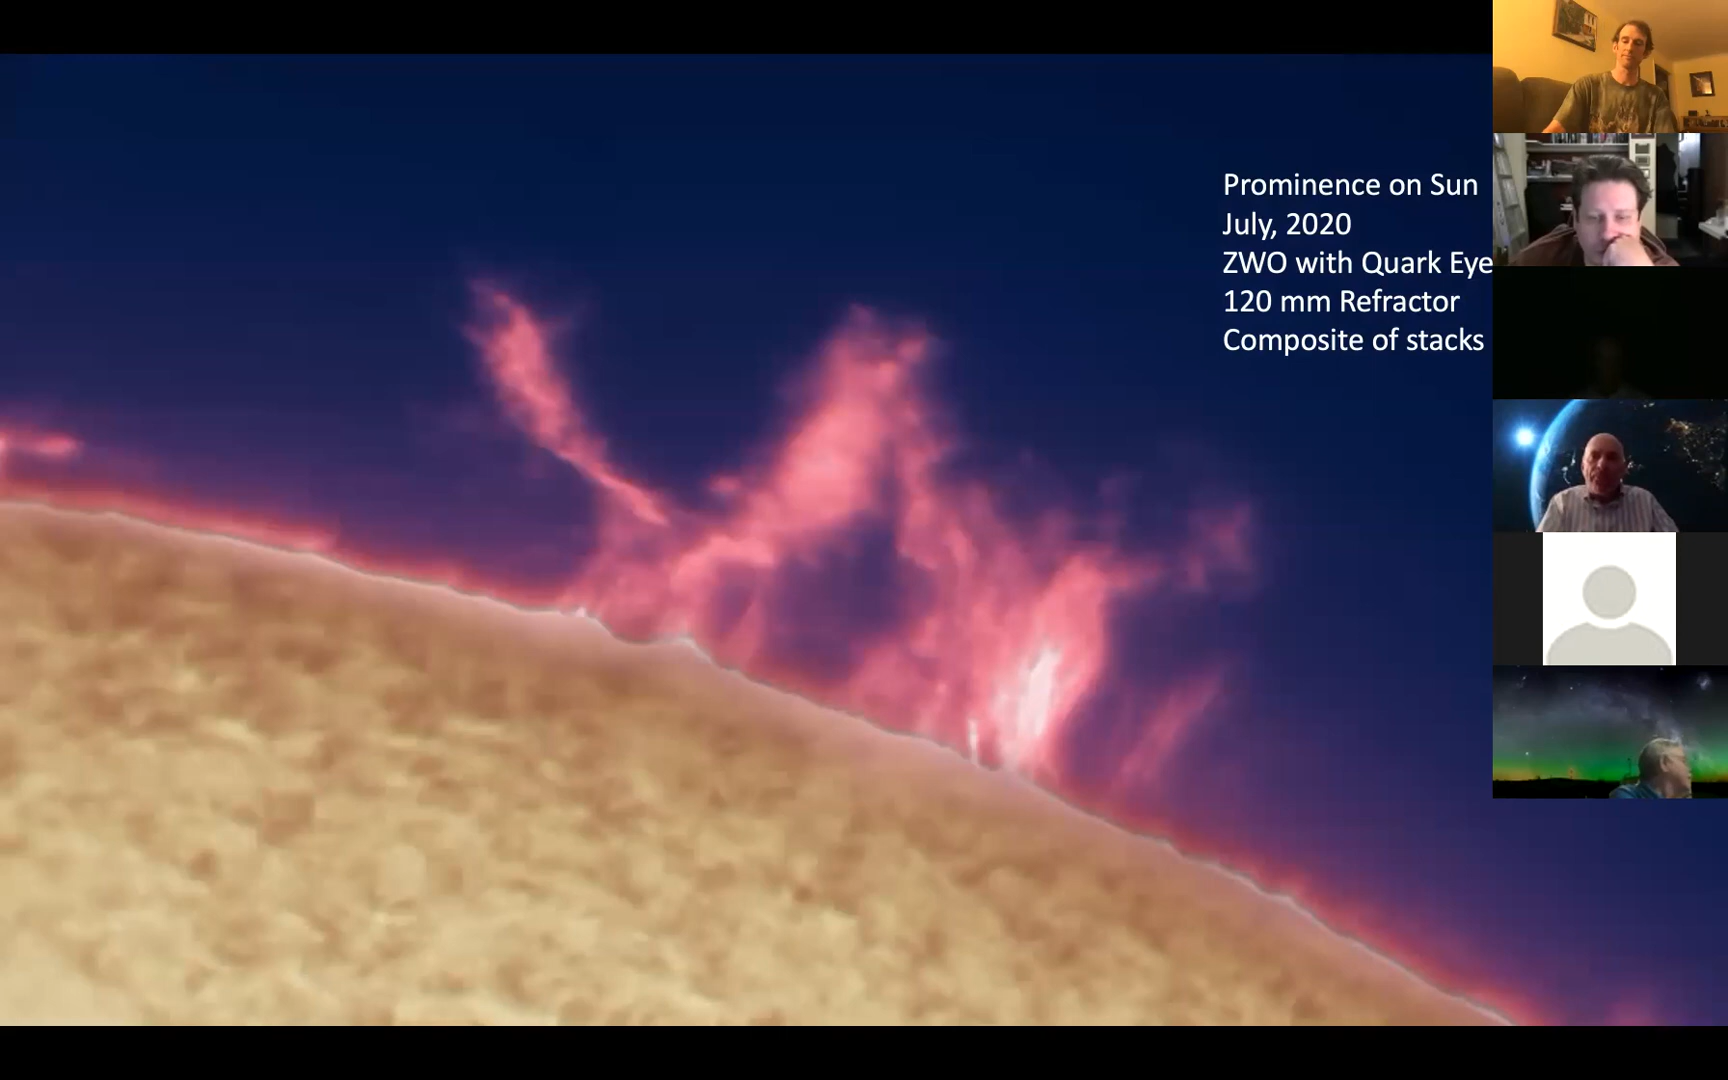 Prominence on Sun
July, 2020
ZWO with Quark Eye
120 mm Refractor
Composite of stacks